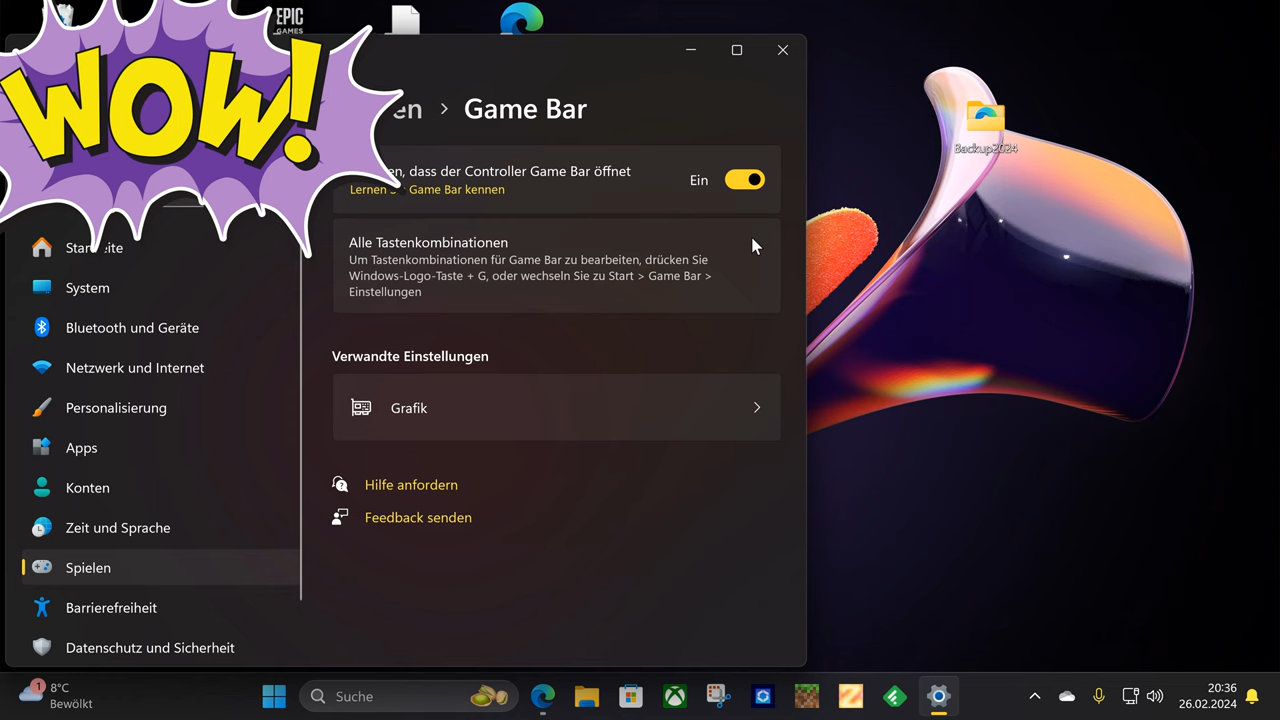 EPIC
GAMES
WOW!
en > Game Bar
en, dass der Controller Game Bar öffnet
Ein
Lernen S Game Bar kennen
Backup2024
Alle Tastenkombinationen
Um Tastenkombinationen für Game Bar zu bearbeiten, drücken Sie
Windows-Logo-Taste + G, oder wechseln Sie zu Start > Game Bar >
Einstellungen
Verwandte Einstellungen
Grafik
Hilfe anfordern
Feedback senden
Startseite
System
Bluetooth und Geräte
Netzwerk und Internet
Personalisierung
Apps
Konten
Zeit und Sprache
Spielen
Barrierefreiheit
Datenschutz und Sicherheit
1
8°C
Bewölkt
Suche
20:36
26.02.2024